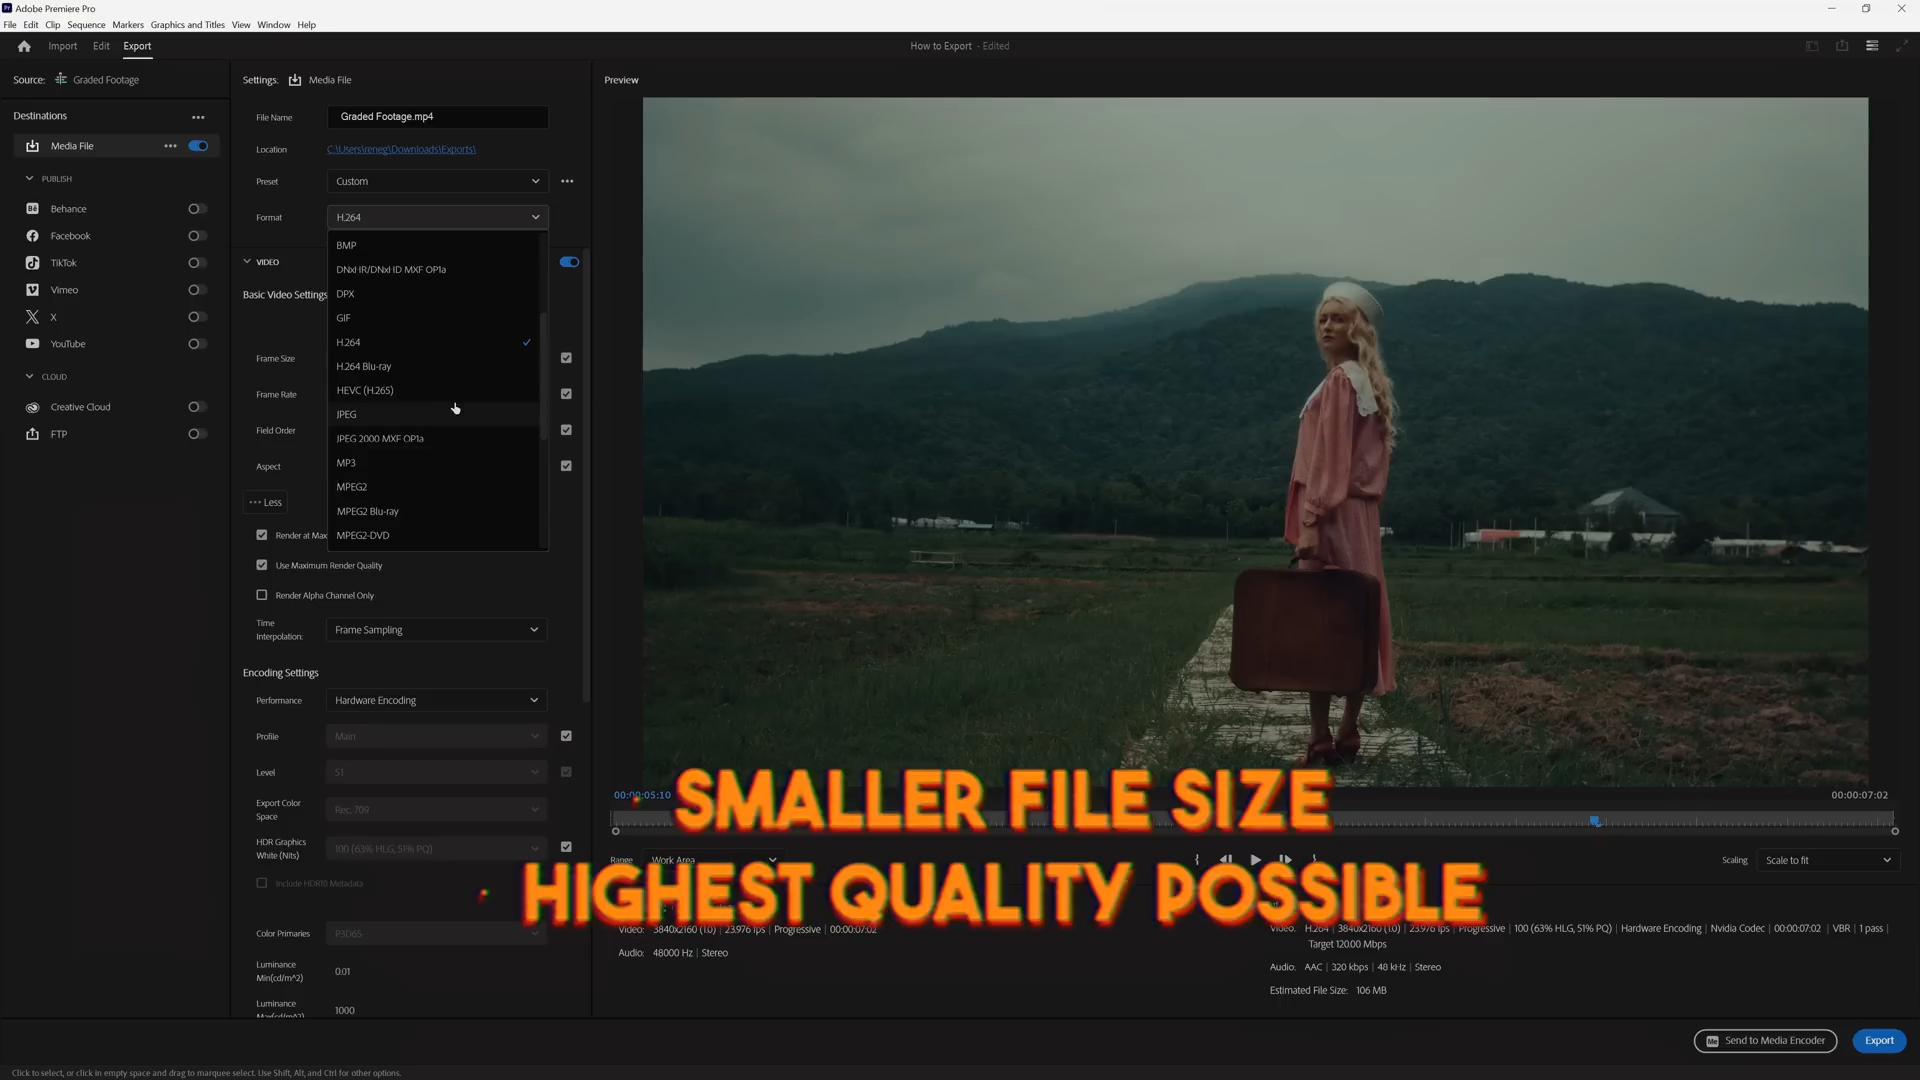 Adobe Premiere Pro
File Edit Clip Sequence Markers Graphics and Titles View Window Help
Import Edit Export
How to Export - Edited
Source: Graded Footage
Destinations
Media File
PUBLISH
Behance
Facebook
TikTok
Vimeo
X
YouTube
CLOUD
Creative Cloud
FTP
Settings: Media File
File Name Graded Footage.mp4
Location C:\Users\reneg\Downloads\Exports\
Preset Custom
Format H.264
BMP
DNxHR/DNxHD MXF OP1a
DPX
GIF
H.264
H.264 Blu-ray
HEVC (H.265)
JPEG
JPEG 2000 MXF OP1a
MP3
MPEG2
MPEG2 Blu-ray
MPEG2-DVD
VIDEO
Basic Video Settings
Frame Size
Frame Rate
Field Order
Aspect
Less
Render at Max
Use Maximum Render Quality
Render Alpha Channel Only
Time Interpolation: Frame Sampling
Encoding Settings
Performance Hardware Encoding
Profile Main
Level 5.1
Export Color Space Rec. 709
HDR Graphics White (Nits) 100 (63% HLG, 51% PQ)
Include HDR10 Metadata
Color Primaries P3D65
Luminance Min(cd/m^2) 0.01
Luminance 1000
Preview
00:00:05:10
00:00:07:02
SMALLER FILE SIZE
HIGHEST QUALITY POSSIBLE
Range Work Area
Scaling Scale to fit
Video: 3840x2160 (1.0) | 23.976 fps | Progressive | 00:00:07:02
Audio: 48000 Hz | Stereo
Video: H.264 | 3840x2160 (1.0) | 23.976 fps | Progressive | 100 (63% HLG, 51% PQ) | Hardware Encoding | Nvidia Codec | 00:00:07:02 | VBR | 1 pass |
Target 120.00 Mbps
Audio: AAC | 320 kbps | 48 kHz | Stereo
Estimated File Size: 106 MB
Send to Media Encoder
Export
Click to select, or click in empty space and drag to marquee select. Use Shift, Alt, and Ctrl for other options.